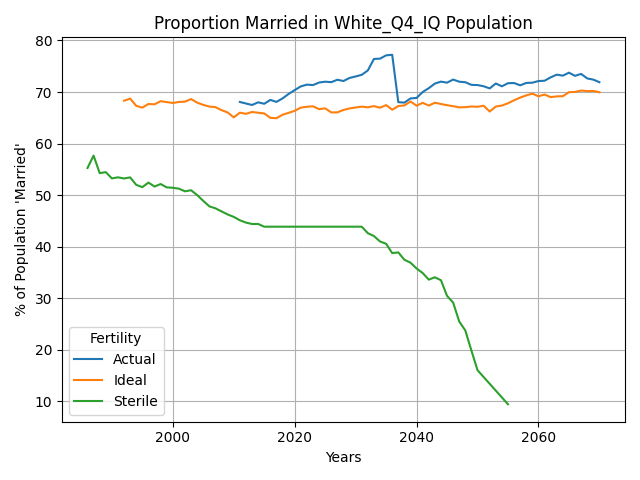 Proportion Married in White_Q4_IQ Population
% of Population 'Married'
80
70
60
50
40
30
20
10
Fertility
Actual
Ideal
Sterile
2000
2020
2040
2060
Years